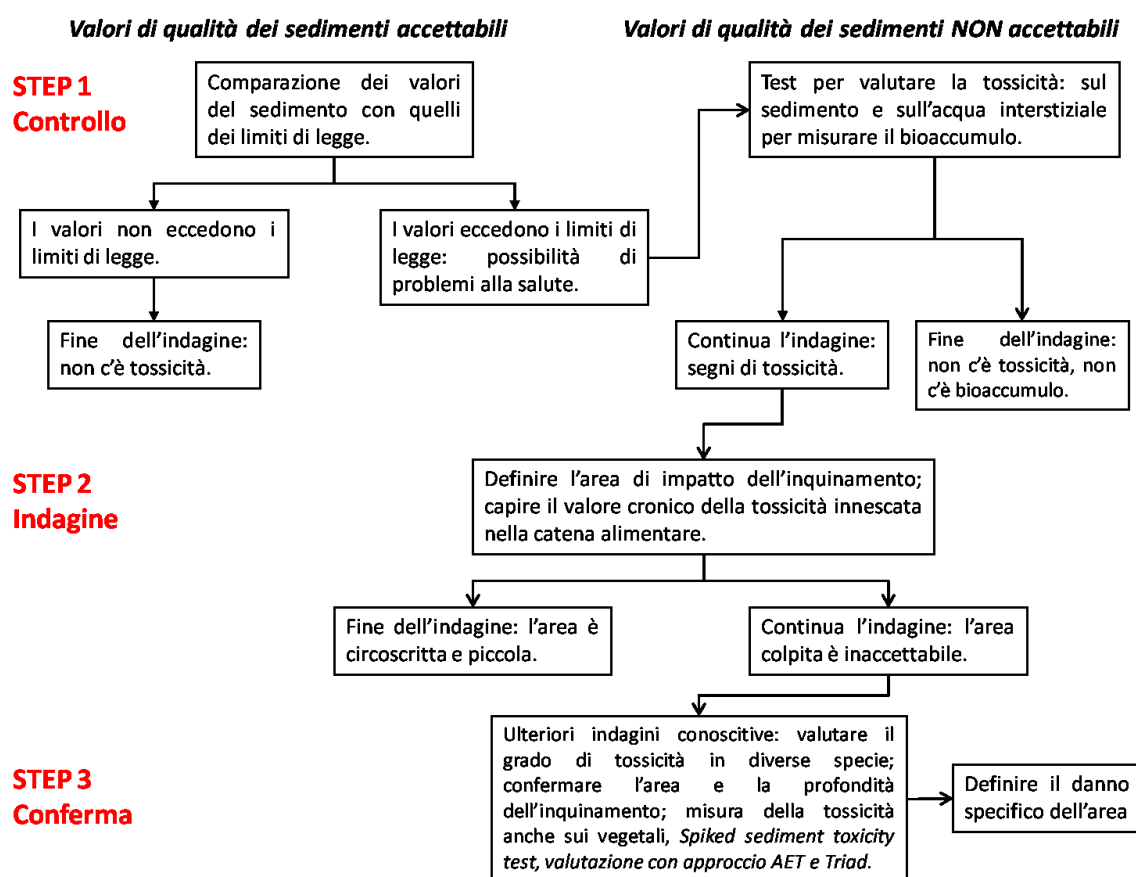 Valori di qualità dei sedimenti accettabili
Valori di qualità dei sedimenti NON accettabili
STEP 1
Controllo
Comparazione dei valori
del sedimento con quelli
dei limiti di legge.
Test per valutare la tossicità: sul
sedimento e sull'acqua interstiziale
per misurare il bioaccumulo.
I valori non eccedono i
limiti di legge.
I valori eccedono i limiti di
legge: possibilità di
problemi alla salute.
Fine dell'indagine:
non c'è tossicità.
Continua l'indagine:
segni di tossicità.
Fine dell'indagine:
non c'è tossicità, non
c'è bioaccumulo.
STEP 2
Indagine
Definire l'area di impatto dell'inquinamento;
capire il valore cronico della tossicità innescata
nella catena alimentare.
Fine dell'indagine: l'area è
circoscritta e piccola.
Continua l'indagine: l'area
colpita è inaccettabile.
STEP 3
Conferma
Ulteriori indagini conoscitive: valutare il
grado di tossicità in diverse specie;
confermare l'area e la profondità
dell'inquinamento; misura della tossicità
anche sui vegetali, Spiked sediment toxicity
test, valutazione con approccio AET e Triad.
Definire il danno
specifico dell'area